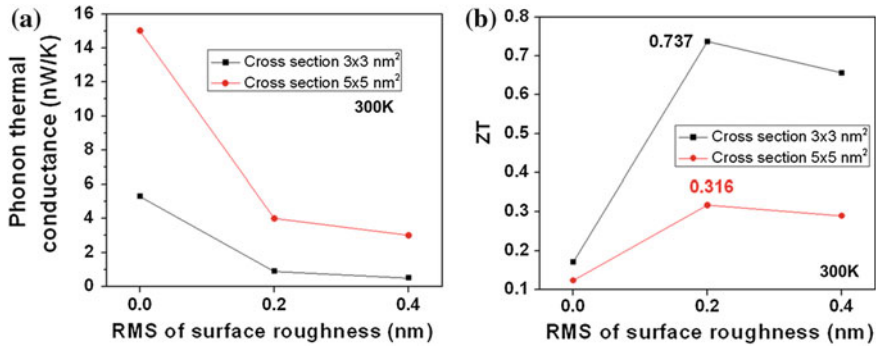 (a)
16
14
12
10
8
6
4
2
0
Phonon thermal
conductance (nW/K)
Cross section 3x3 nm²
Cross section 5x5 nm²
300K
0.0 0.2 0.4
RMS of surface roughness (nm)
(b)
0.8
0.7
0.6
0.5
0.4
0.3
0.2
0.1
ZT
0.737
Cross section 3x3 nm²
Cross section 5x5 nm²
0.316
300K
0.0 0.2 0.4
RMS of surface roughness (nm)